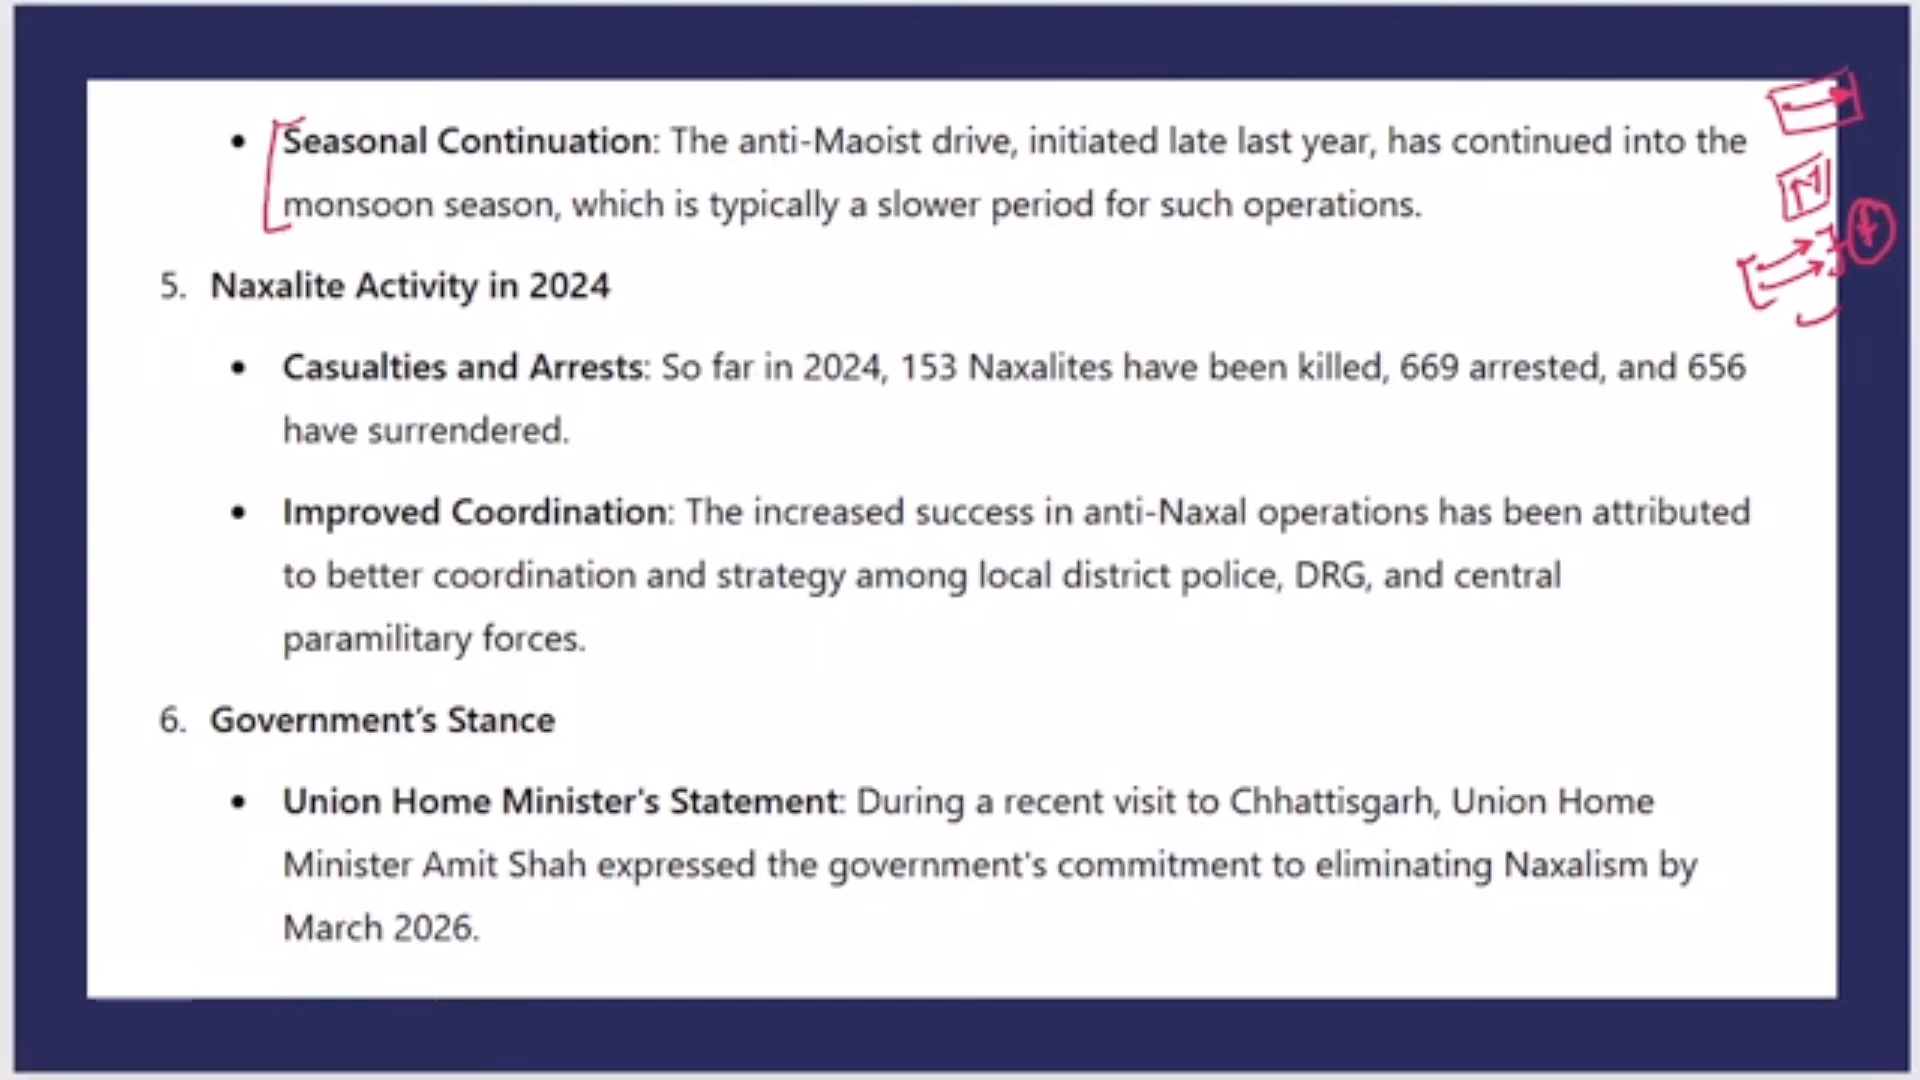 • Seasonal Continuation: The anti-Maoist drive, initiated late last year, has continued into the
monsoon season, which is typically a slower period for such operations.
5. Naxalite Activity in 2024
• Casualties and Arrests: So far in 2024, 153 Naxalites have been killed, 669 arrested, and 656
have surrendered.
• Improved Coordination: The increased success in anti-Naxal operations has been attributed
to better coordination and strategy among local district police, DRG, and central
paramilitary forces.
6. Government's Stance
• Union Home Minister's Statement: During a recent visit to Chhattisgarh, Union Home
Minister Amit Shah expressed the government's commitment to eliminating Naxalism by
March 2026.